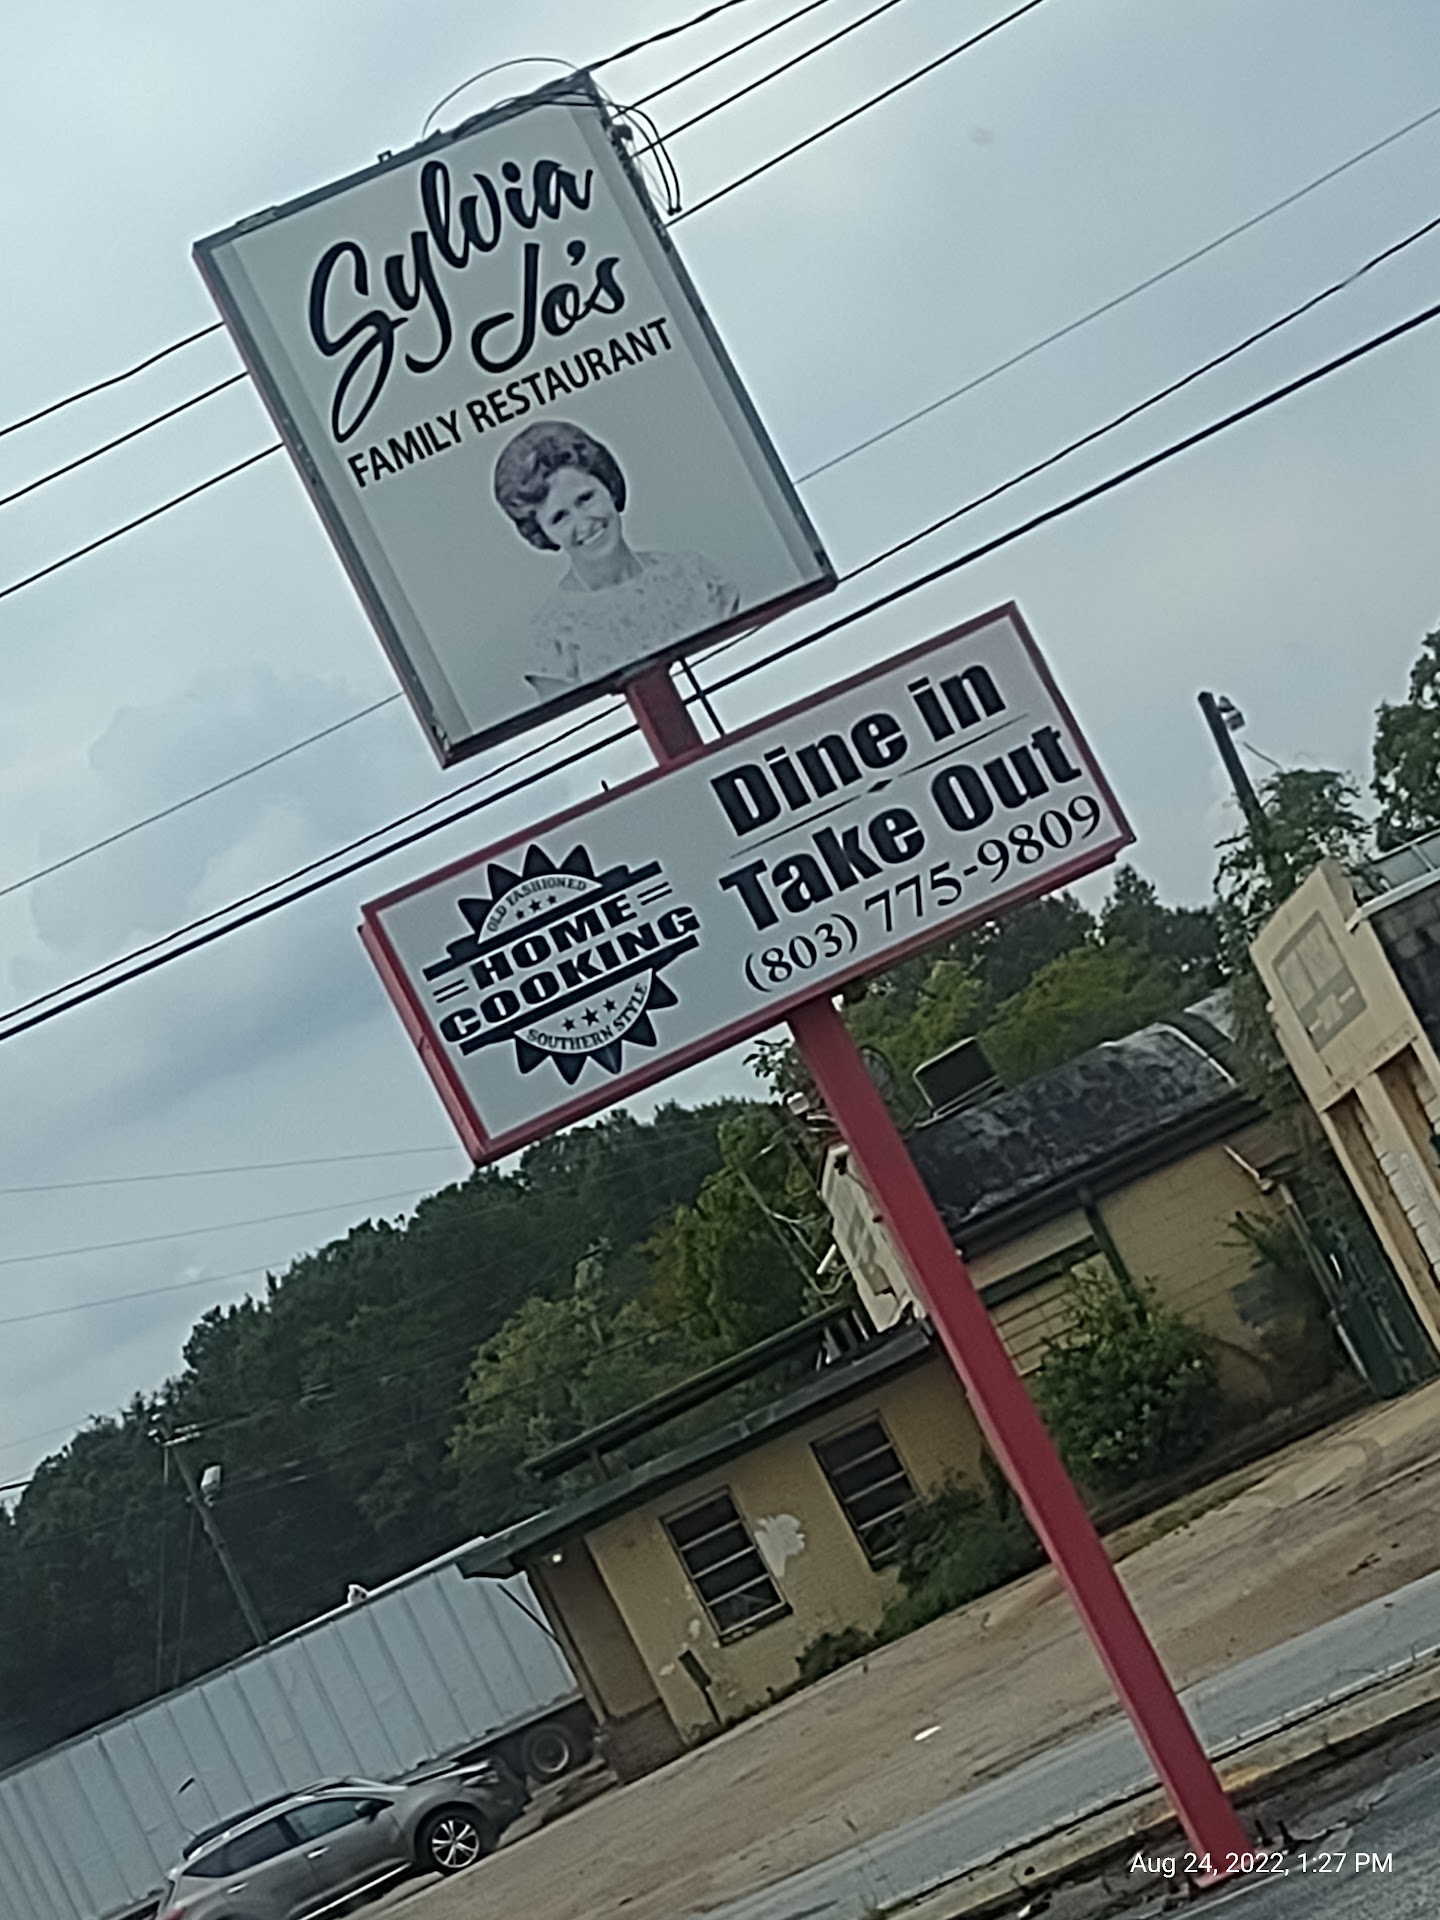 Sylvia
Jo's
FAMILY RESTAURANT
Dine in
Take Out
(803) 775-9809
OLD FASHIONED
HOME
COOKING
SOUTHERN STYLE
Aug 24, 2022, 1:27 PM